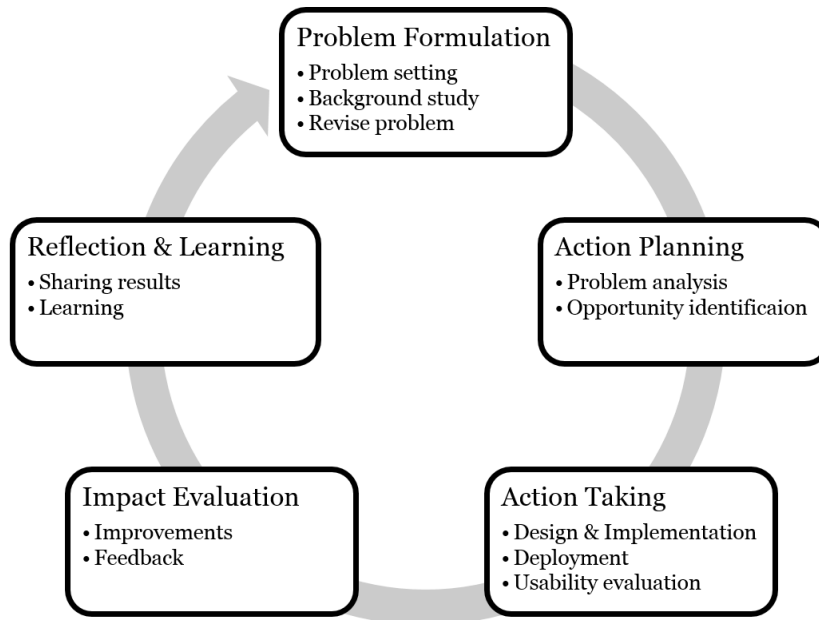 Problem Formulation
• Problem setting
• Background study
• Revise problem
Action Planning
• Problem analysis
• Opportunity identificaion
Action Taking
• Design & Implementation
• Deployment
• Usability evaluation
Impact Evaluation
• Improvements
• Feedback
Reflection & Learning
• Sharing results
• Learning